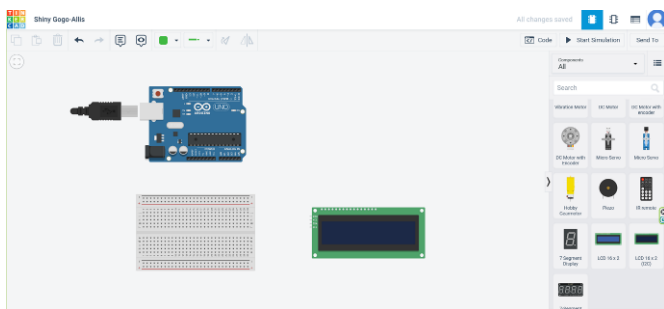 TIN
KER
CAD
Shiny Gogo-Allis
All changes saved
Code
Start Simulation
Send To
Components
All
Search
Vibration Motor
DC Motor
DC Motor with
encoder
DC Motor with
Encoder
Micro Servo
Micro Servo
Hobby
Gearmotor
Piezo
IR remote
7 Segment
Display
LCD 16 x 2
LCD 16 x 2
(I2C)
UNO